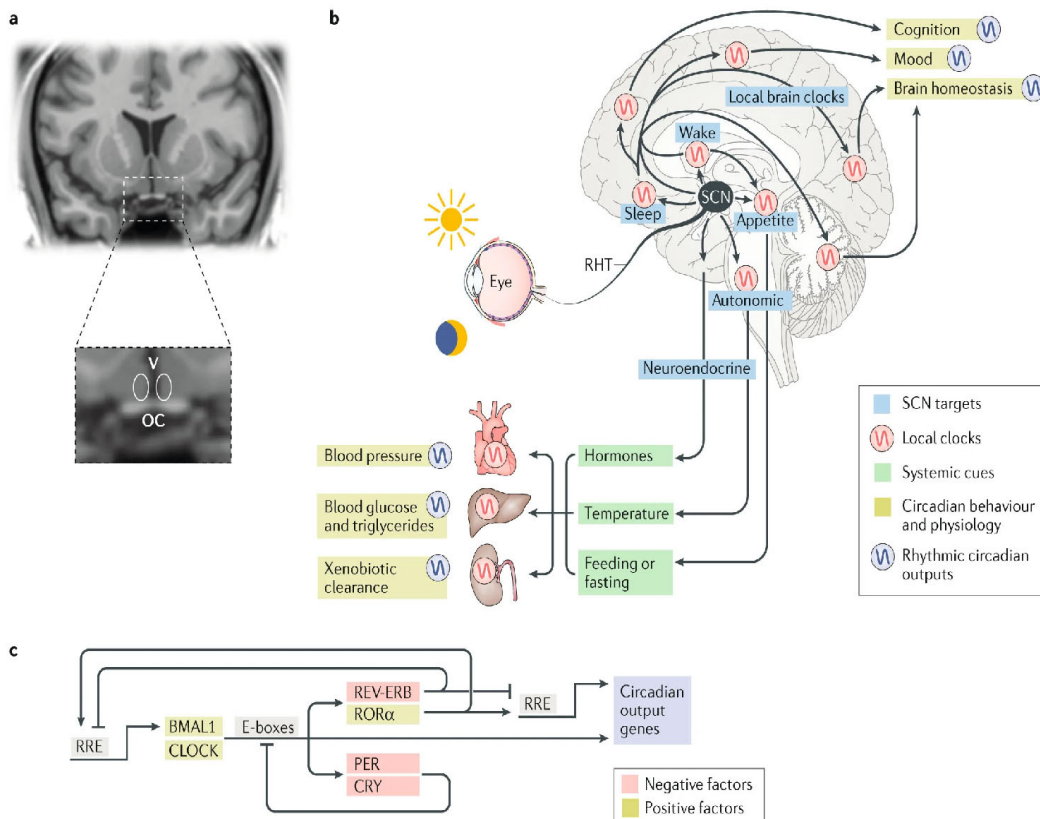 a
V
OC
b
Cognition
Mood
Brain homeostasis
Local brain clocks
Wake
SCN
Sleep
Appetite
RHT
Eye
Autonomic
Neuroendocrine
Blood pressure
Hormones
Blood glucose
and triglycerides
Temperature
Xenobiotic
clearance
Feeding or
fasting
SCN targets
Local clocks
Systemic cues
Circadian behaviour
and physiology
Rhythmic circadian
outputs
c
REV-ERB
RORα
RRE
Circadian
output
genes
RRE
BMAL1
CLOCK
E-boxes
PER
CRY
Negative factors
Positive factors